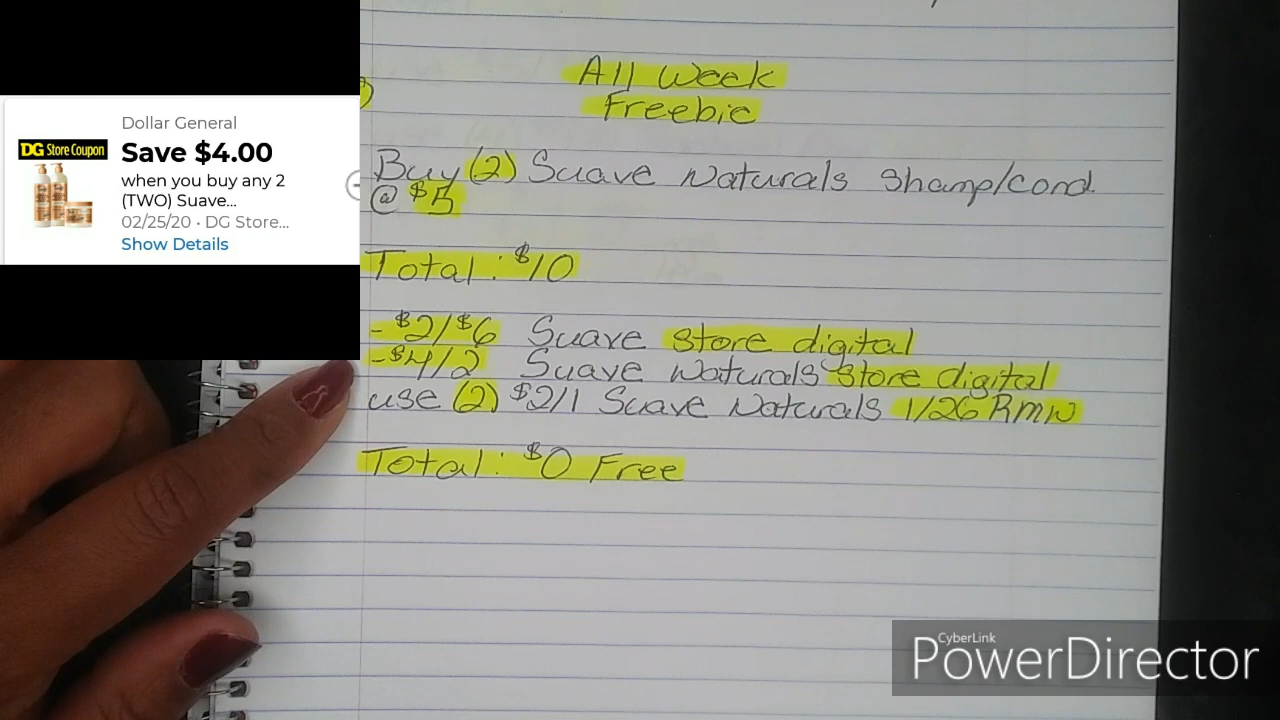 Dollar General
DG Store Coupon
Save $4.00
when you buy any 2
(TWO) Suave...
02/25/20 • DG Store...
Show Details
All Week
Freebie
Buy (2) Suave Naturals Shamp/Cond.
@ $5
Total: $10
-$2/$6 Suave store digital
-$4/2 Suave Naturals store digital
use (2) $2/1 Suave Naturals 1/26 RMN
Total: $0 Free
CyberLink
PowerDirector